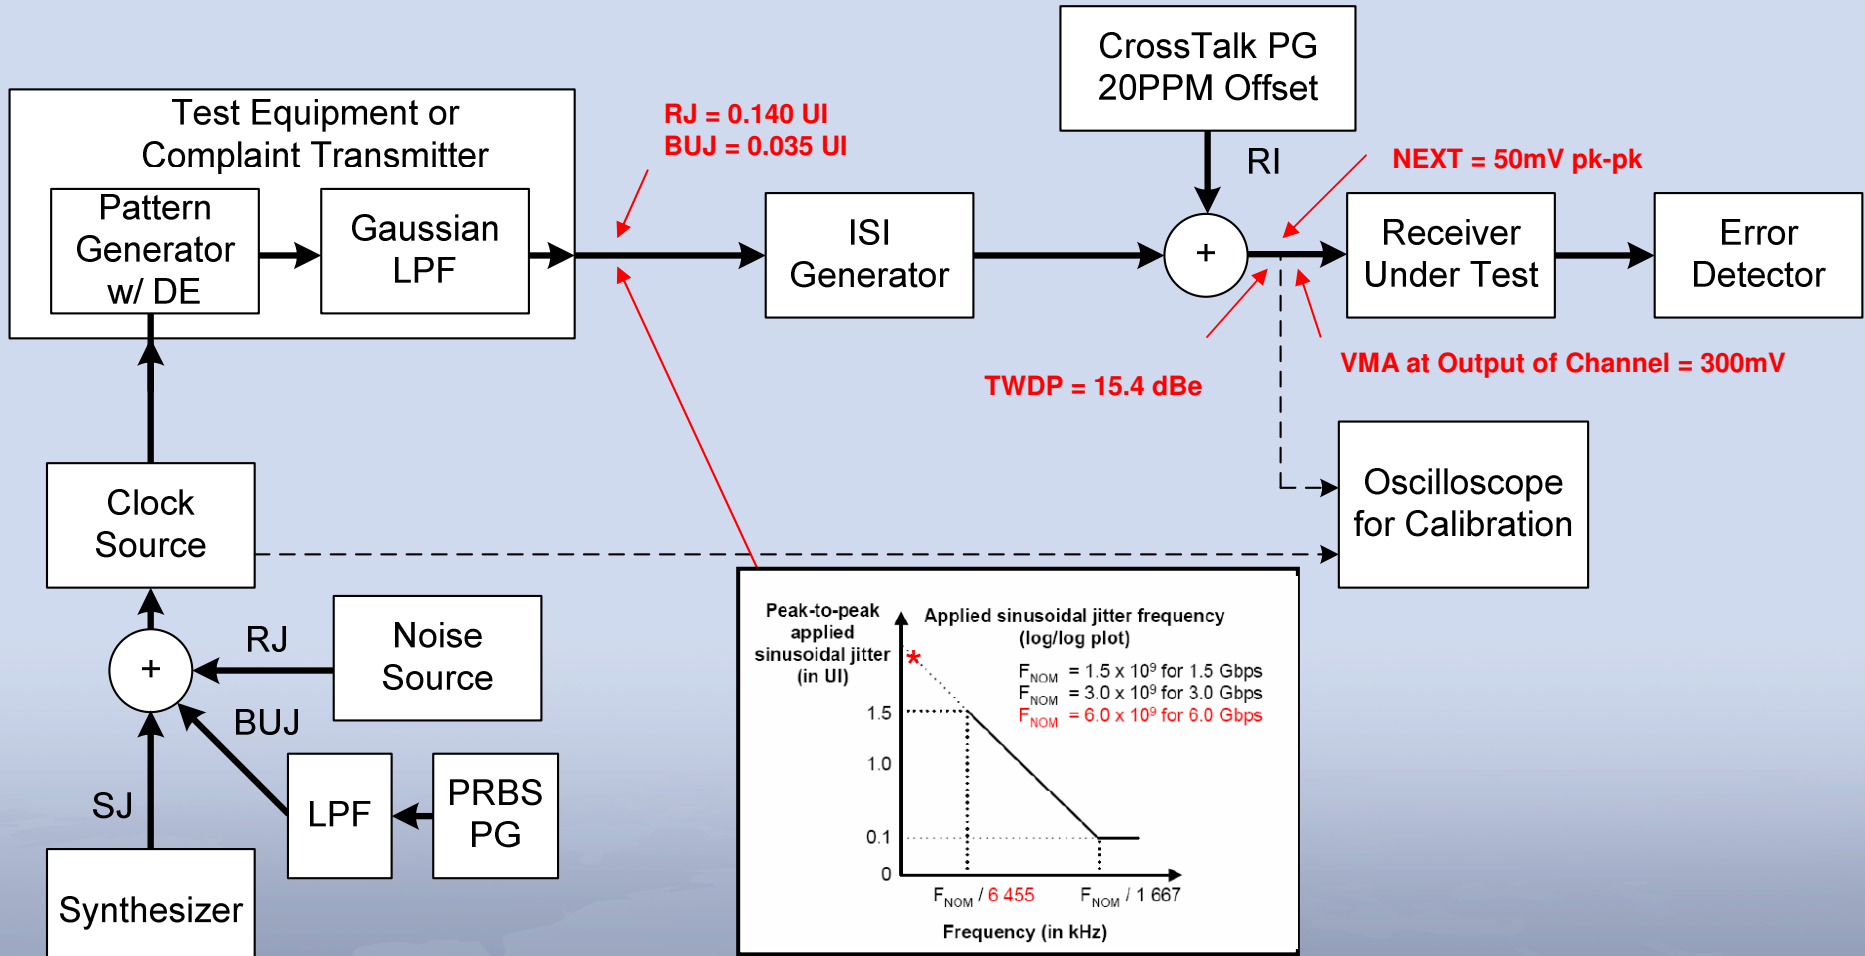 CrossTalk PG
20PPM Offset
Test Equipment or
Complaint Transmitter
RJ = 0.140 UI
BUJ = 0.035 UI
RI
NEXT = 50mV pk-pk
Pattern
Generator
w/ DE
Gaussian
LPF
ISI
Generator
+
Receiver
Under Test
Error
Detector
TWDP = 15.4 dBe
VMA at Output of Channel = 300mV
Clock
Source
Oscilloscope
for Calibration
+
RJ
Noise
Source
BUJ
SJ
LPF
PRBS
PG
Synthesizer
Peak-to-peak
applied
sinusoidal jitter
(in UI)
Applied sinusoidal jitter frequency
(log/log plot)
*
FNOM = 1.5 x 10⁹ for 1.5 Gbps
FNOM = 3.0 x 10⁹ for 3.0 Gbps
FNOM = 6.0 x 10⁹ for 6.0 Gbps
1.5
1.0
0.1
0
FNOM / 6 455
FNOM / 1 667
Frequency (in kHz)